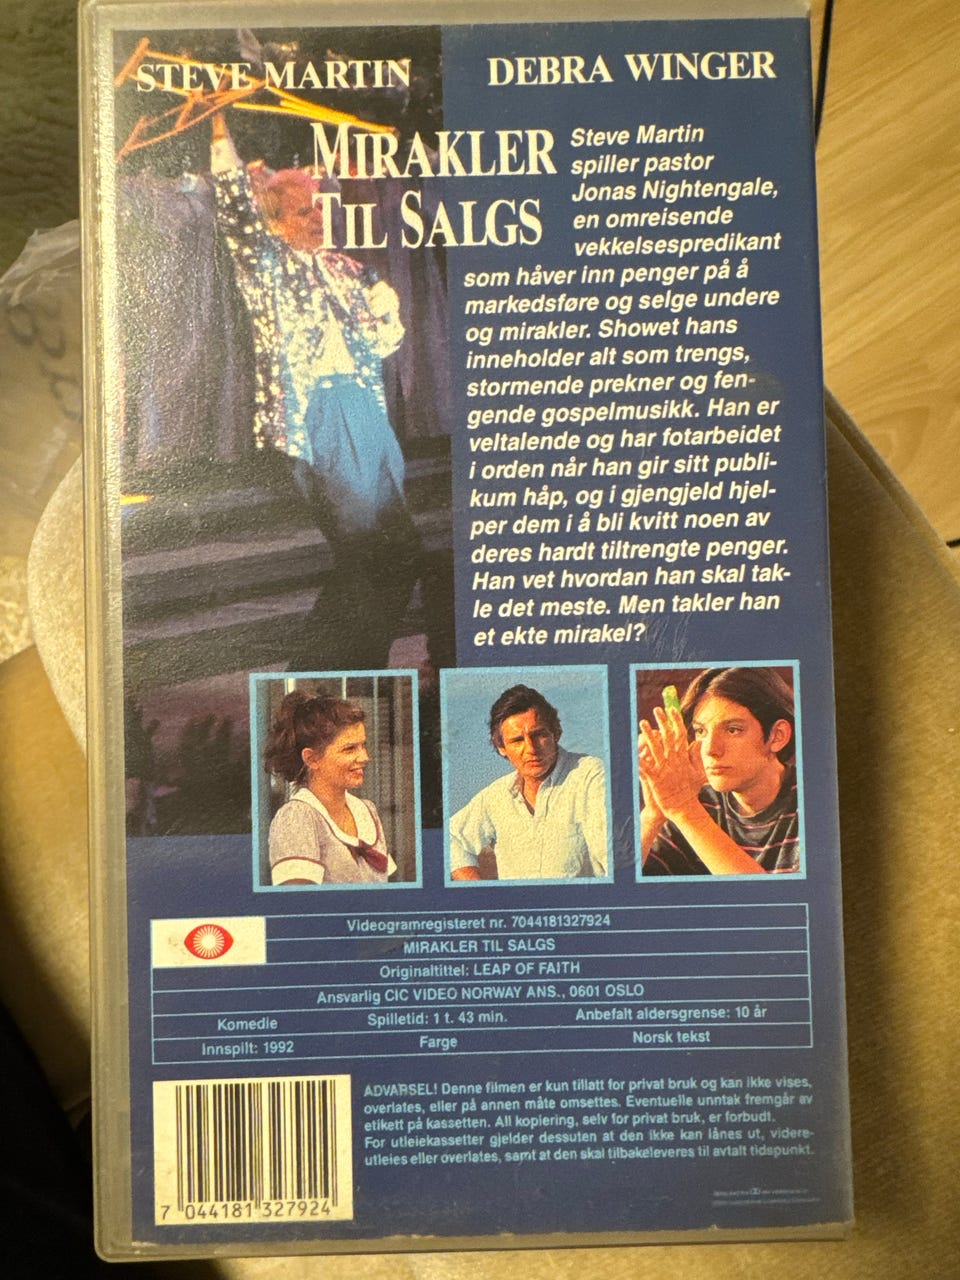 STEVE MARTIN
DEBRA WINGER
MIRAKLER
TIL SALGS
Steve Martin
spiller pastor
Jonas Nightengale,
en omreisende
vekkelsespredikant
som håver inn penger på å
markedsføre og selge undere
og mirakler. Showet hans
inneholder alt som trengs,
stormende prekner og fen-
gende gospelmusikk. Han er
veltalende og har fotarbeidet
i orden når han gir sitt publi-
kum håp, og i gjengjeld hjel-
per dem i å bli kvitt noen av
deres hardt tiltrengte penger.
Han vet hvordan han skal tak-
le det meste. Men takler han
et ekte mirakel?
Videogramregisteret nr. 7044181327924
MIRAKLER TIL SALGS
Originaltittel: LEAP OF FAITH
Ansvarlig CIC VIDEO NORWAY ANS., 0601 OSLO
Komedie Spilletid: 1 t. 43 min. Anbefalt aldersgrense: 10 år
Innspilt: 1992 Farge Norsk tekst
ADVARSEL! Denne filmen er kun tillatt for privat bruk og kan ikke vises,
overlates, eller på annen måte omsettes. Eventuelle unntak fremgår av
etikett på kassetten. All kopiering, selv for privat bruk, er forbudt.
For utleiekassetter gjelder dessuten at den ikke kan lånes ut, videre-
utleies eller overlates, samt at den skal tilbakeleveres til avtalt tidspunkt.
7 044181 327924